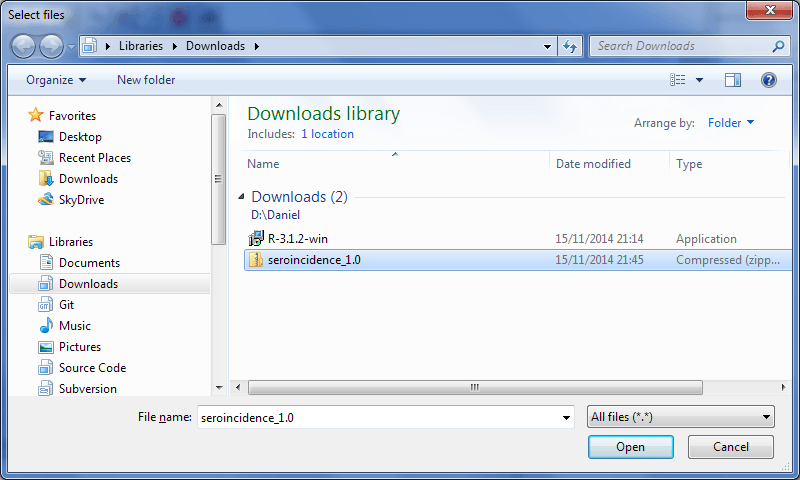 Select files
Libraries Downloads
Search Downloads
Organize New folder
Favorites
Desktop
Recent Places
Downloads
SkyDrive
Libraries
Documents
Downloads
Git
Music
Pictures
Source Code
Subversion
Downloads library
Includes: 1 location
Arrange by: Folder
Name Date modified Type
Downloads (2)
D:\Daniel
R-3.1.2-win 15/11/2014 21:14 Application
seroincidence_1.0 15/11/2014 21:45 Compressed (zipp...
File name: seroincidence_1.0 All files (*.*)
Open Cancel